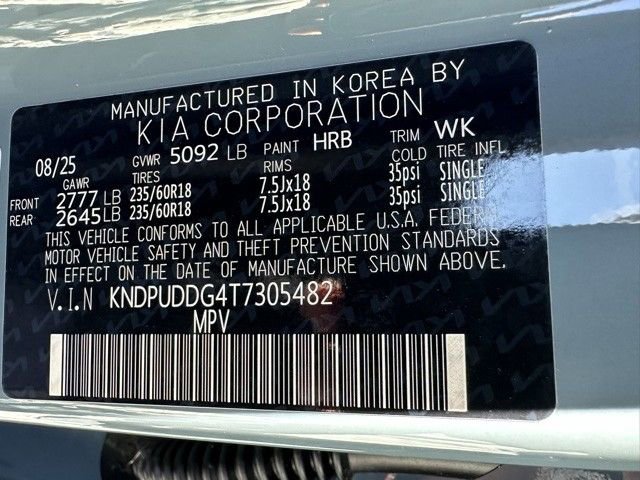 MANUFACTURED IN KOREA BY
KIA CORPORATION
08/25 GVWR 5092 LB PAINT HRB TRIM WK
GAWR TIRES RIMS COLD TIRE INFL
FRONT 2777 LB 235/60R18 7.5Jx18 35psi SINGLE
REAR 2645 LB 235/60R18 7.5Jx18 35psi SINGLE
THIS VEHICLE CONFORMS TO ALL APPLICABLE U.S.A. FEDERAL
MOTOR VEHICLE SAFETY AND THEFT PREVENTION STANDARDS
IN EFFECT ON THE DATE OF MANUFACTURE SHOWN ABOVE.
V.I.N KNDPUDDG4T7305482
MPV